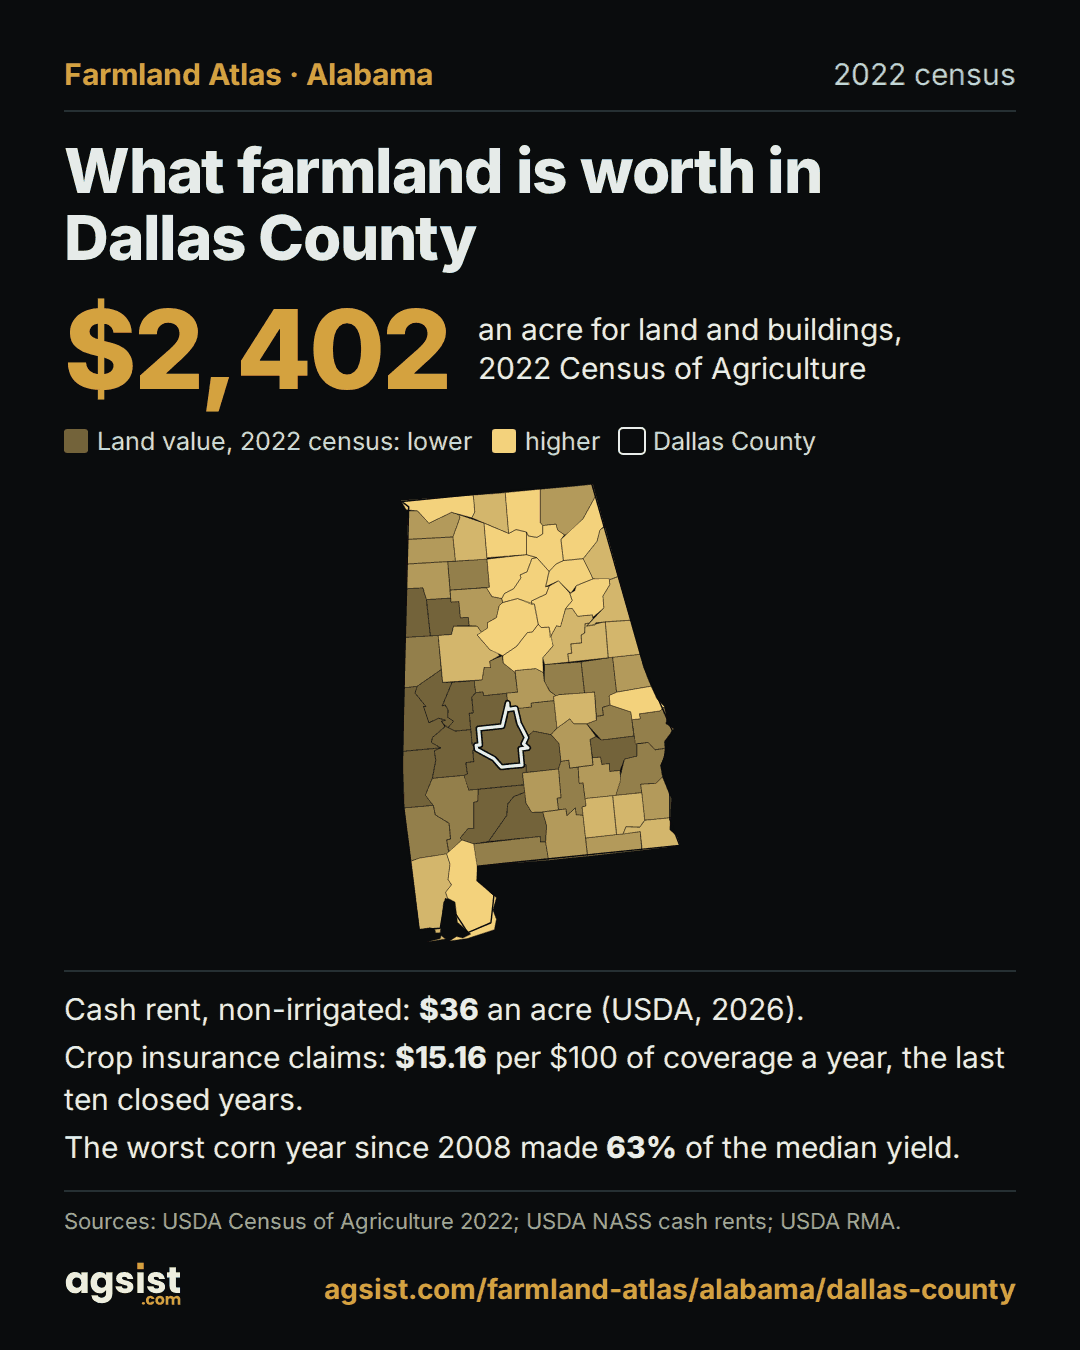 Farmland Atlas · Alabama
2022 census
What farmland is worth in
Dallas County
$2,402
an acre for land and buildings,
2022 Census of Agriculture
Land value, 2022 census: lower
higher
Dallas County
Cash rent, non-irrigated: $36 an acre (USDA, 2026).
Crop insurance claims: $15.16 per $100 of coverage a year, the last
ten closed years.
The worst corn year since 2008 made 63% of the median yield.
Sources: USDA Census of Agriculture 2022; USDA NASS cash rents; USDA RMA.
agsist
.com
agsist.com/farmland-atlas/alabama/dallas-county